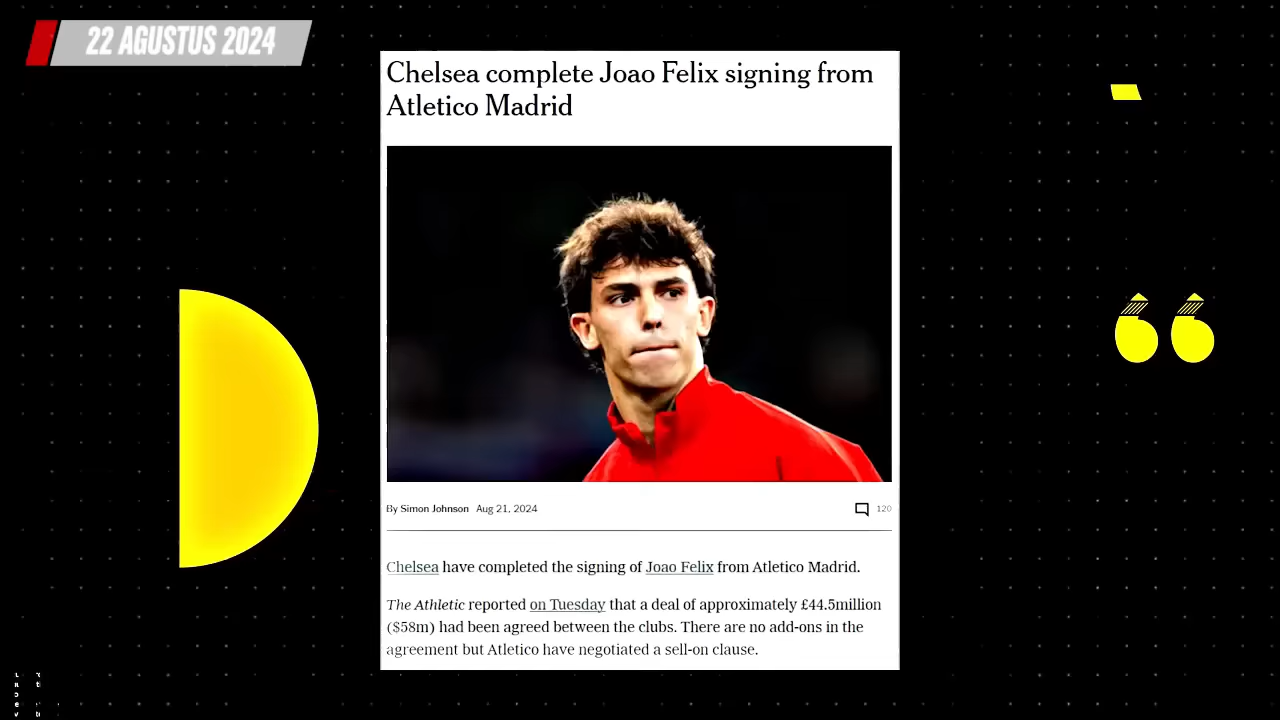 22 AGUSTUS 2024
Chelsea complete Joao Felix signing from
Atletico Madrid
By Simon Johnson Aug 21, 2024
120
Chelsea have completed the signing of Joao Felix from Atletico Madrid.
The Athletic reported on Tuesday that a deal of approximately £44.5million
($58m) had been agreed between the clubs. There are no add-ons in the
agreement but Atletico have negotiated a sell-on clause.